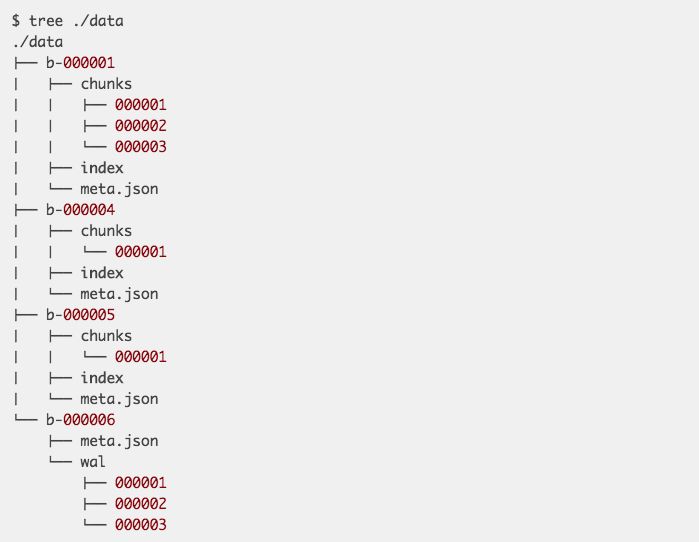 $ tree ./data
./data
├── b-000001
|   ├── chunks
|   |   ├── 000001
|   |   ├── 000002
|   |   └── 000003
|   ├── index
|   └── meta.json
├── b-000004
|   ├── chunks
|   |   └── 000001
|   ├── index
|   └── meta.json
├── b-000005
|   ├── chunks
|   |   └── 000001
|   ├── index
|   └── meta.json
└── b-000006
    ├── meta.json
    └── wal
        ├── 000001
        ├── 000002
        └── 000003